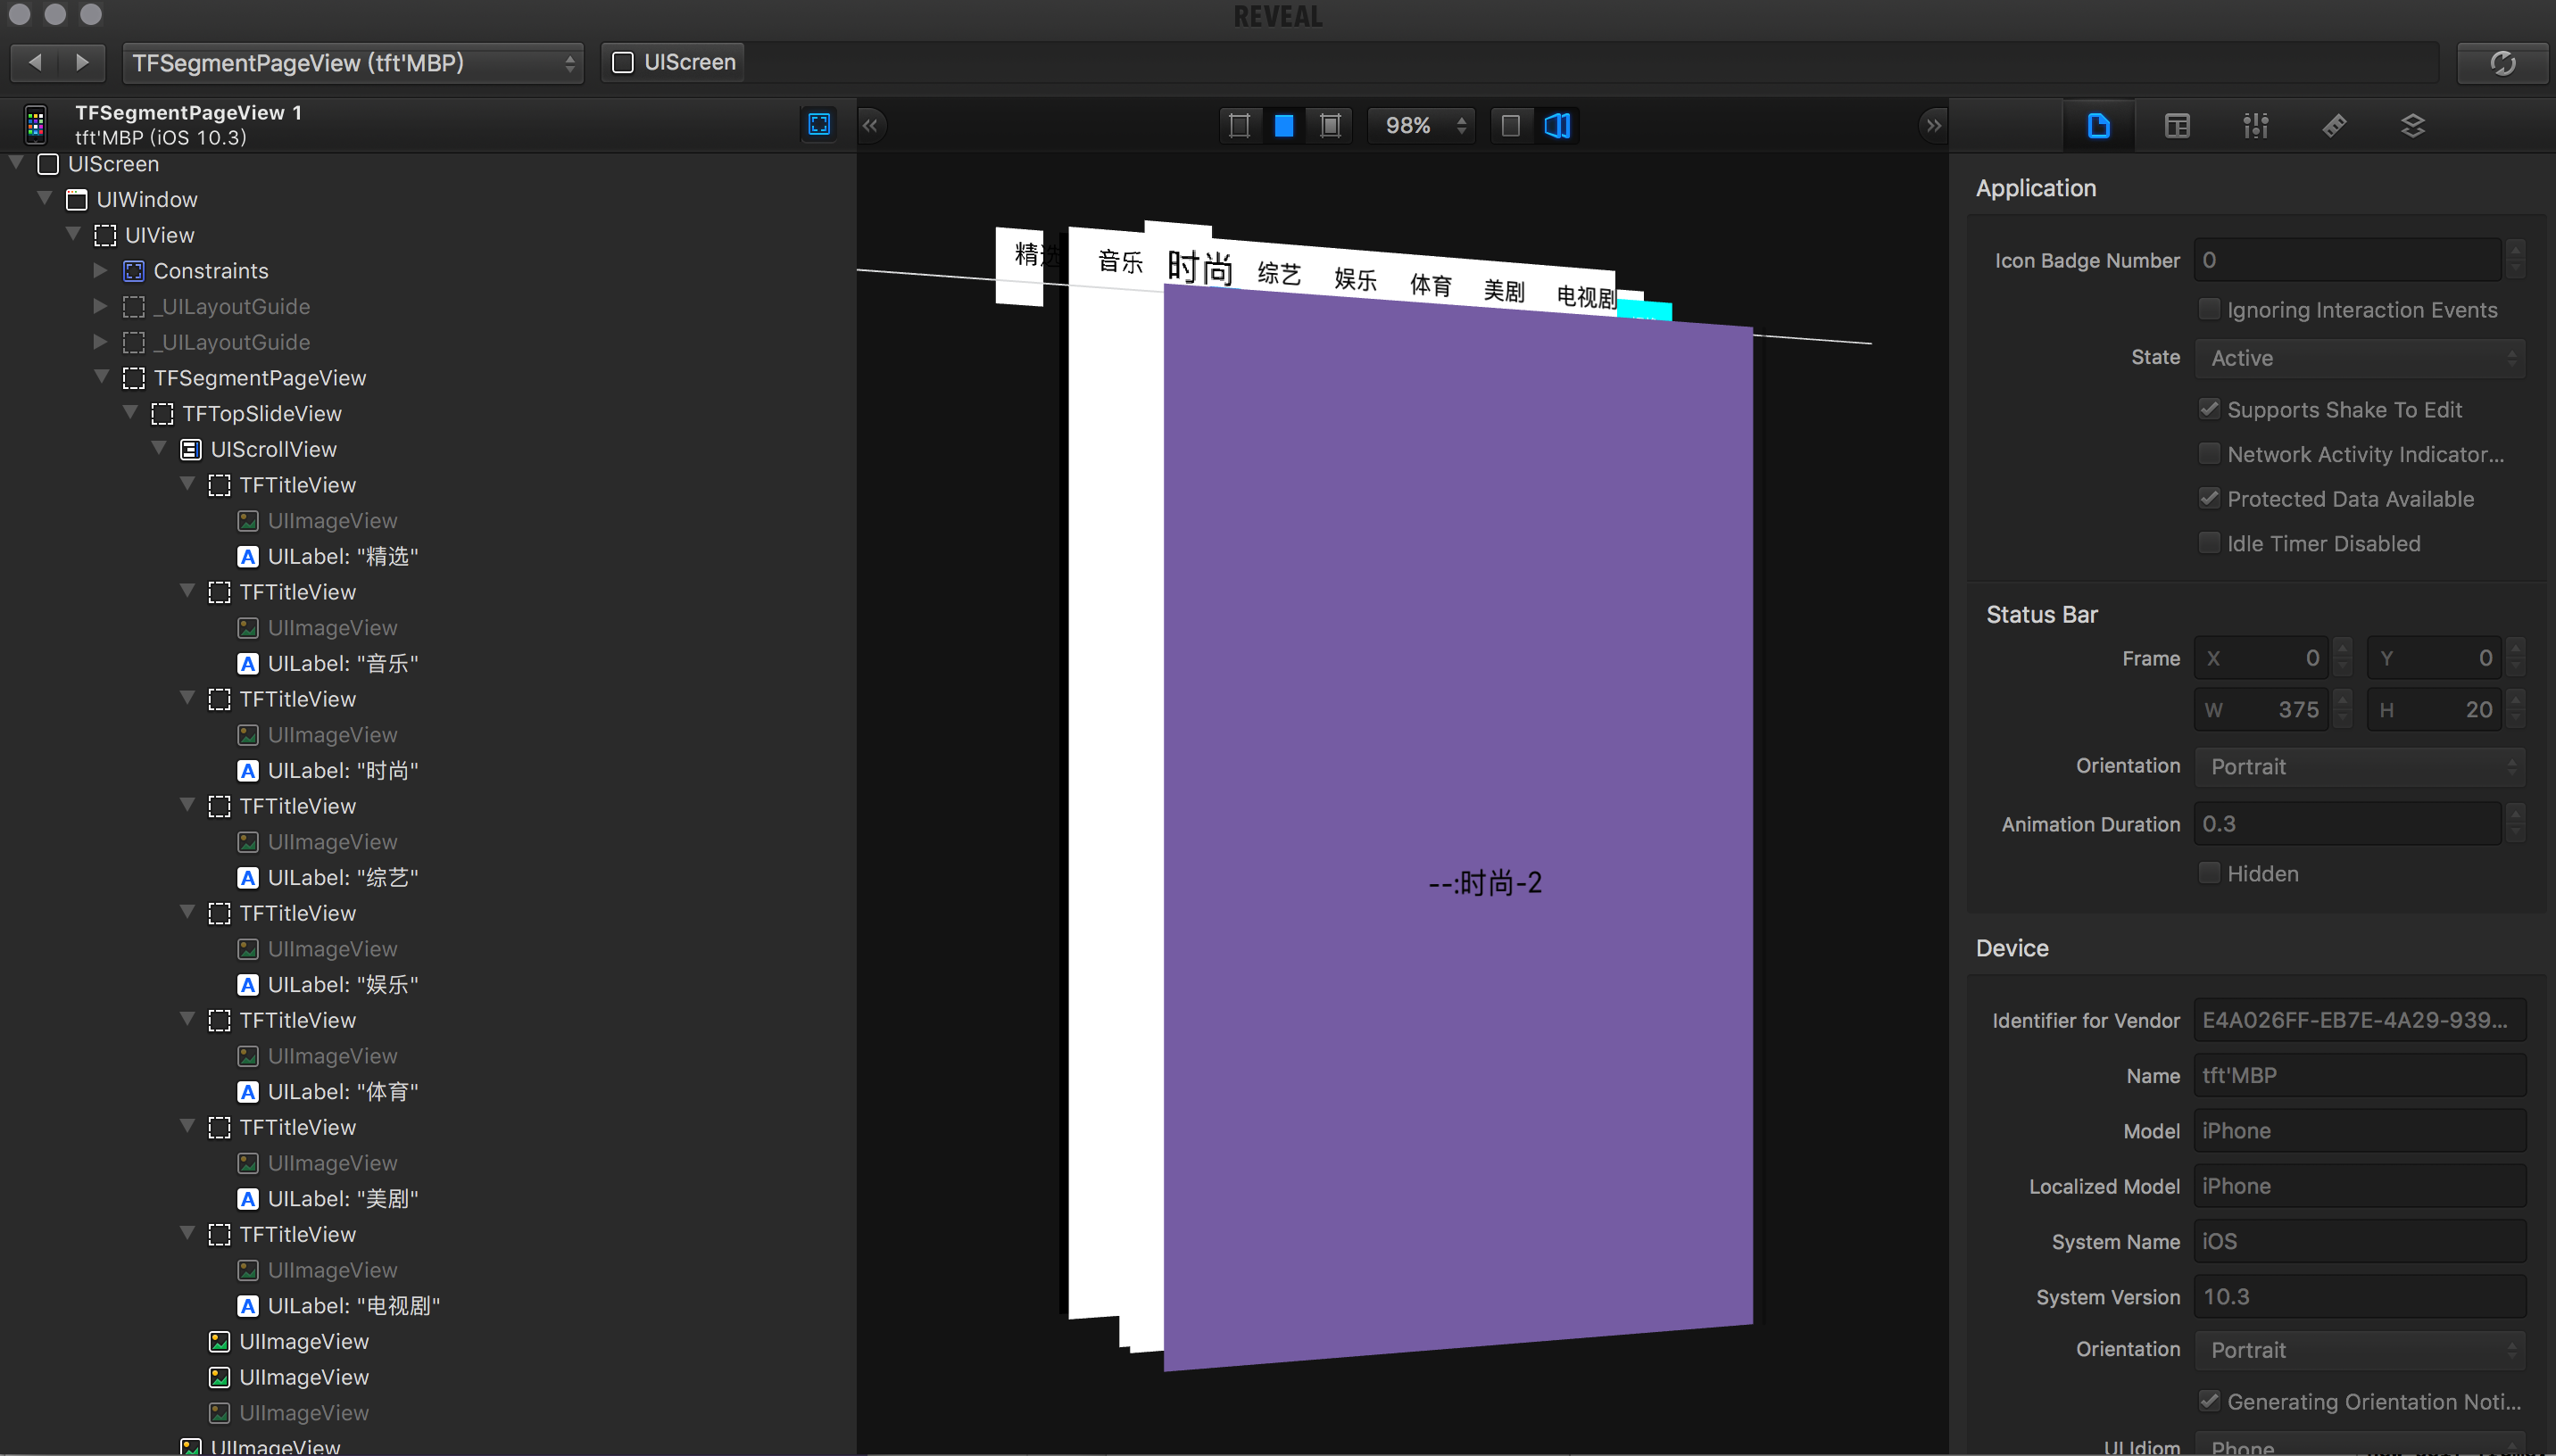 REVEAL
TFSegmentPageView (tft'MBP)
UIScreen
TFSegmentPageView 1
tft'MBP (iOS 10.3)
98%
UIScreen
UIWindow
UIView
Constraints
_UILayoutGuide
_UILayoutGuide
TFSegmentPageView
TFTopSlideView
UIScrollView
TFTitleView
UIImageView
A UILabel: "精选"
TFTitleView
UIImageView
A UILabel: "音乐"
TFTitleView
UIImageView
A UILabel: "时尚"
TFTitleView
UIImageView
A UILabel: "综艺"
TFTitleView
UIImageView
A UILabel: "娱乐"
TFTitleView
UIImageView
A UILabel: "体育"
TFTitleView
UIImageView
A UILabel: "美剧"
TFTitleView
UIImageView
A UILabel: "电视剧"
UIImageView
UIImageView
UIImageView
UIImageView
精选 音乐 时尚 综艺 娱乐 体育 美剧 电视剧
--:时尚-2
Application
Icon Badge Number 0
Ignoring Interaction Events
State Active
Supports Shake To Edit
Network Activity Indicator...
Protected Data Available
Idle Timer Disabled
Status Bar
Frame X 0 Y 0
W 375 H 20
Orientation Portrait
Animation Duration 0.3
Hidden
Device
Identifier for Vendor E4A026FF-EB7E-4A29-939...
Name tft'MBP
Model iPhone
Localized Model iPhone
System Name iOS
System Version 10.3
Orientation Portrait
Generating Orientation Noti...
UI Idiom Phone